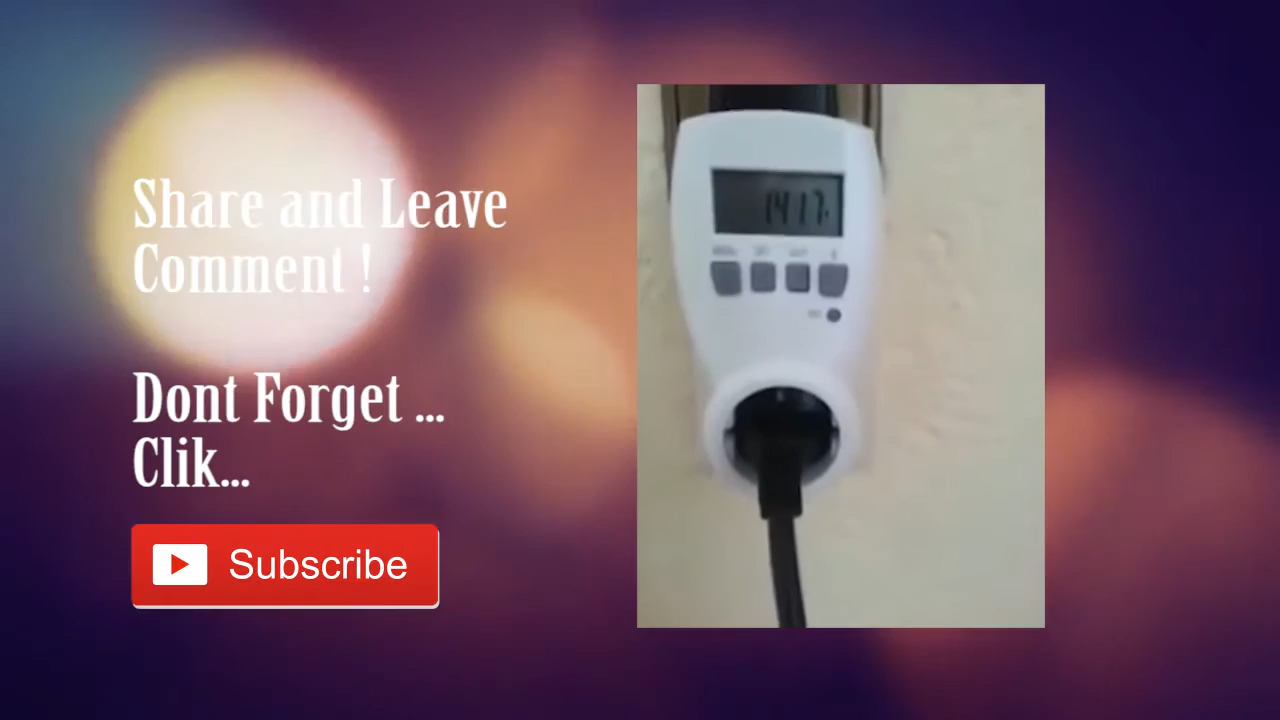 Share and Leave
Comment !
Dont Forget ...
Clik...
Subscribe